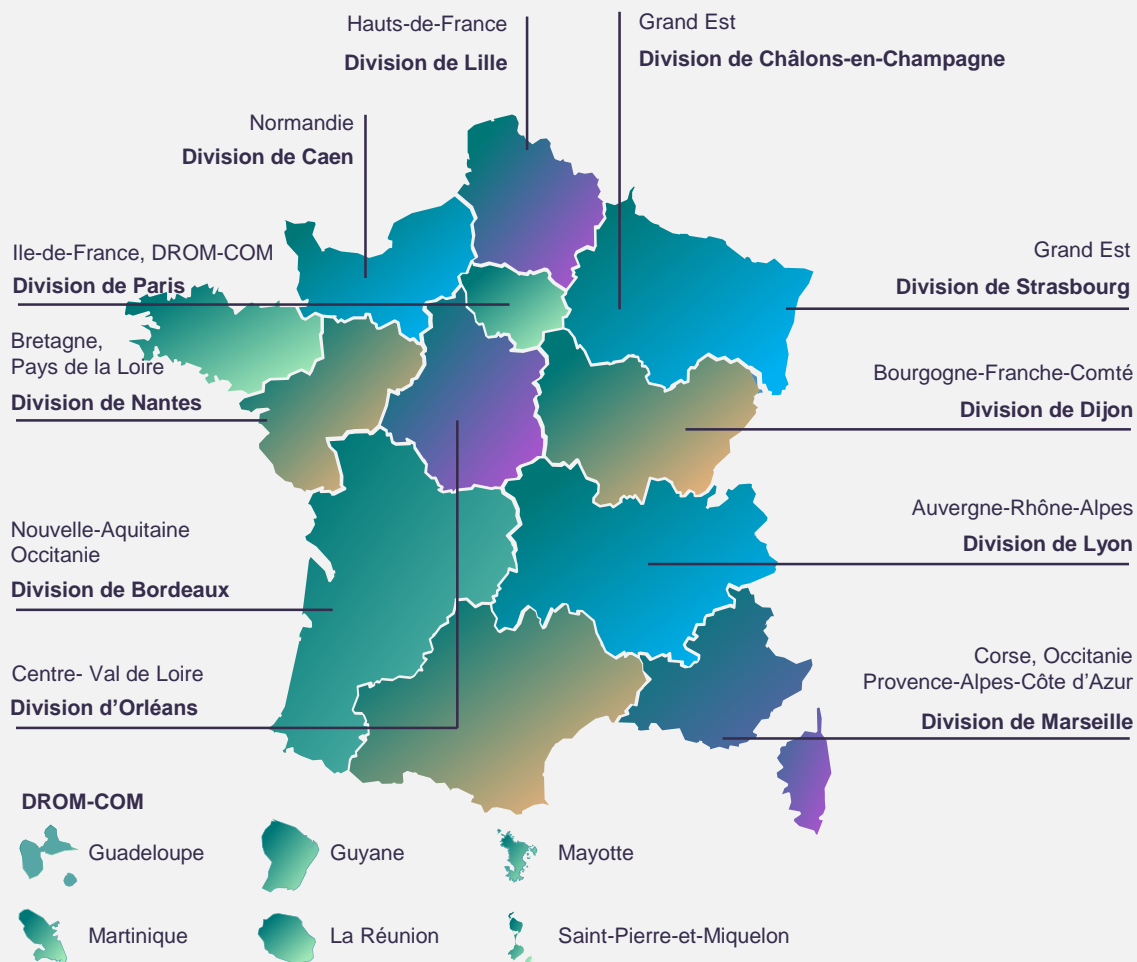 Hauts-de-France
Division de Lille
Grand Est
Division de Châlons-en-Champagne
Normandie
Division de Caen
Ile-de-France, DROM-COM
Division de Paris
Grand Est
Division de Strasbourg
Bretagne,
Pays de la Loire
Division de Nantes
Bourgogne-Franche-Comté
Division de Dijon
Nouvelle-Aquitaine
Occitanie
Division de Bordeaux
Auvergne-Rhône-Alpes
Division de Lyon
Centre- Val de Loire
Division d’Orléans
Corse, Occitanie
Provence-Alpes-Côte d’Azur
Division de Marseille
DROM-COM
Guadeloupe
Guyane
Mayotte
Martinique
La Réunion
Saint-Pierre-et-Miquelon